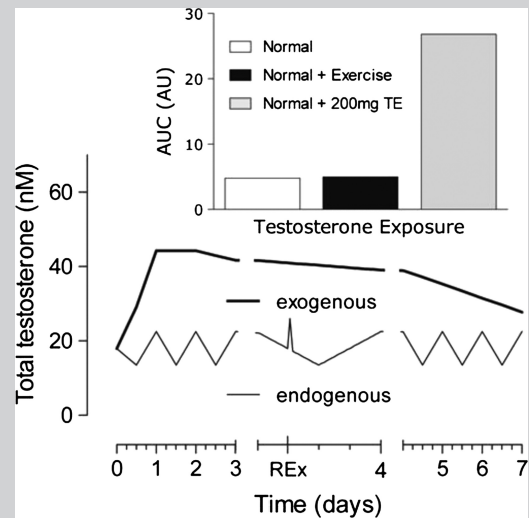 30
20
10
0
AUC (AU)
Normal
Normal + Exercise
Normal + 200mg TE
Testosterone Exposure
Total testosterone (nM)
60
40
20
0
exogenous
endogenous
0 1 2 3 REx 4 5 6 7
Time (days)